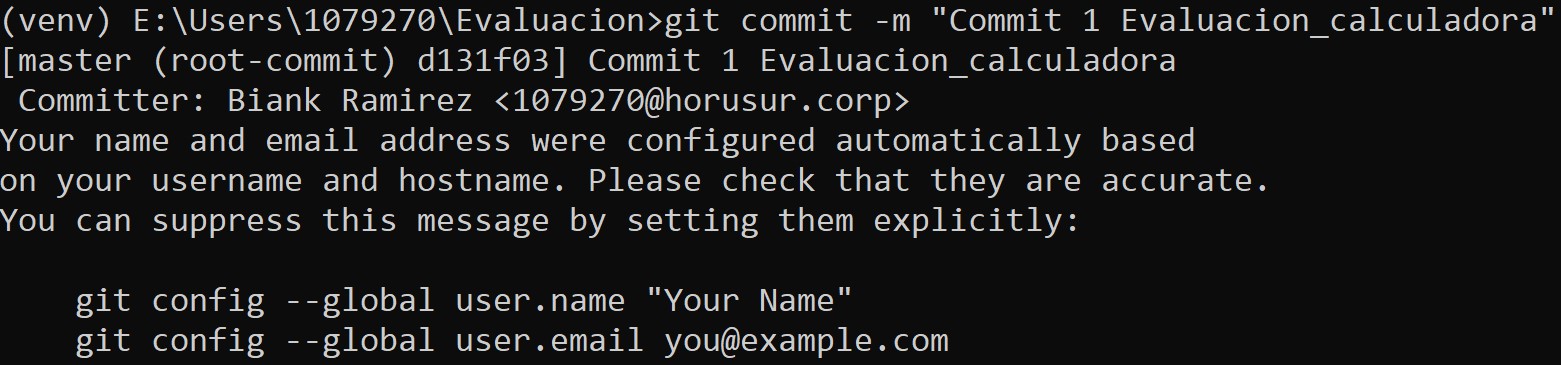 (venv) E:\Users\1079270\Evaluacion>git commit -m "Commit 1 Evaluacion_calculadora"
[master (root-commit) d131f03] Commit 1 Evaluacion_calculadora
 Committer: Biank Ramirez <1079270@horusur.corp>
Your name and email address were configured automatically based
on your username and hostname. Please check that they are accurate.
You can suppress this message by setting them explicitly:

    git config --global user.name "Your Name"
    git config --global user.email you@example.com